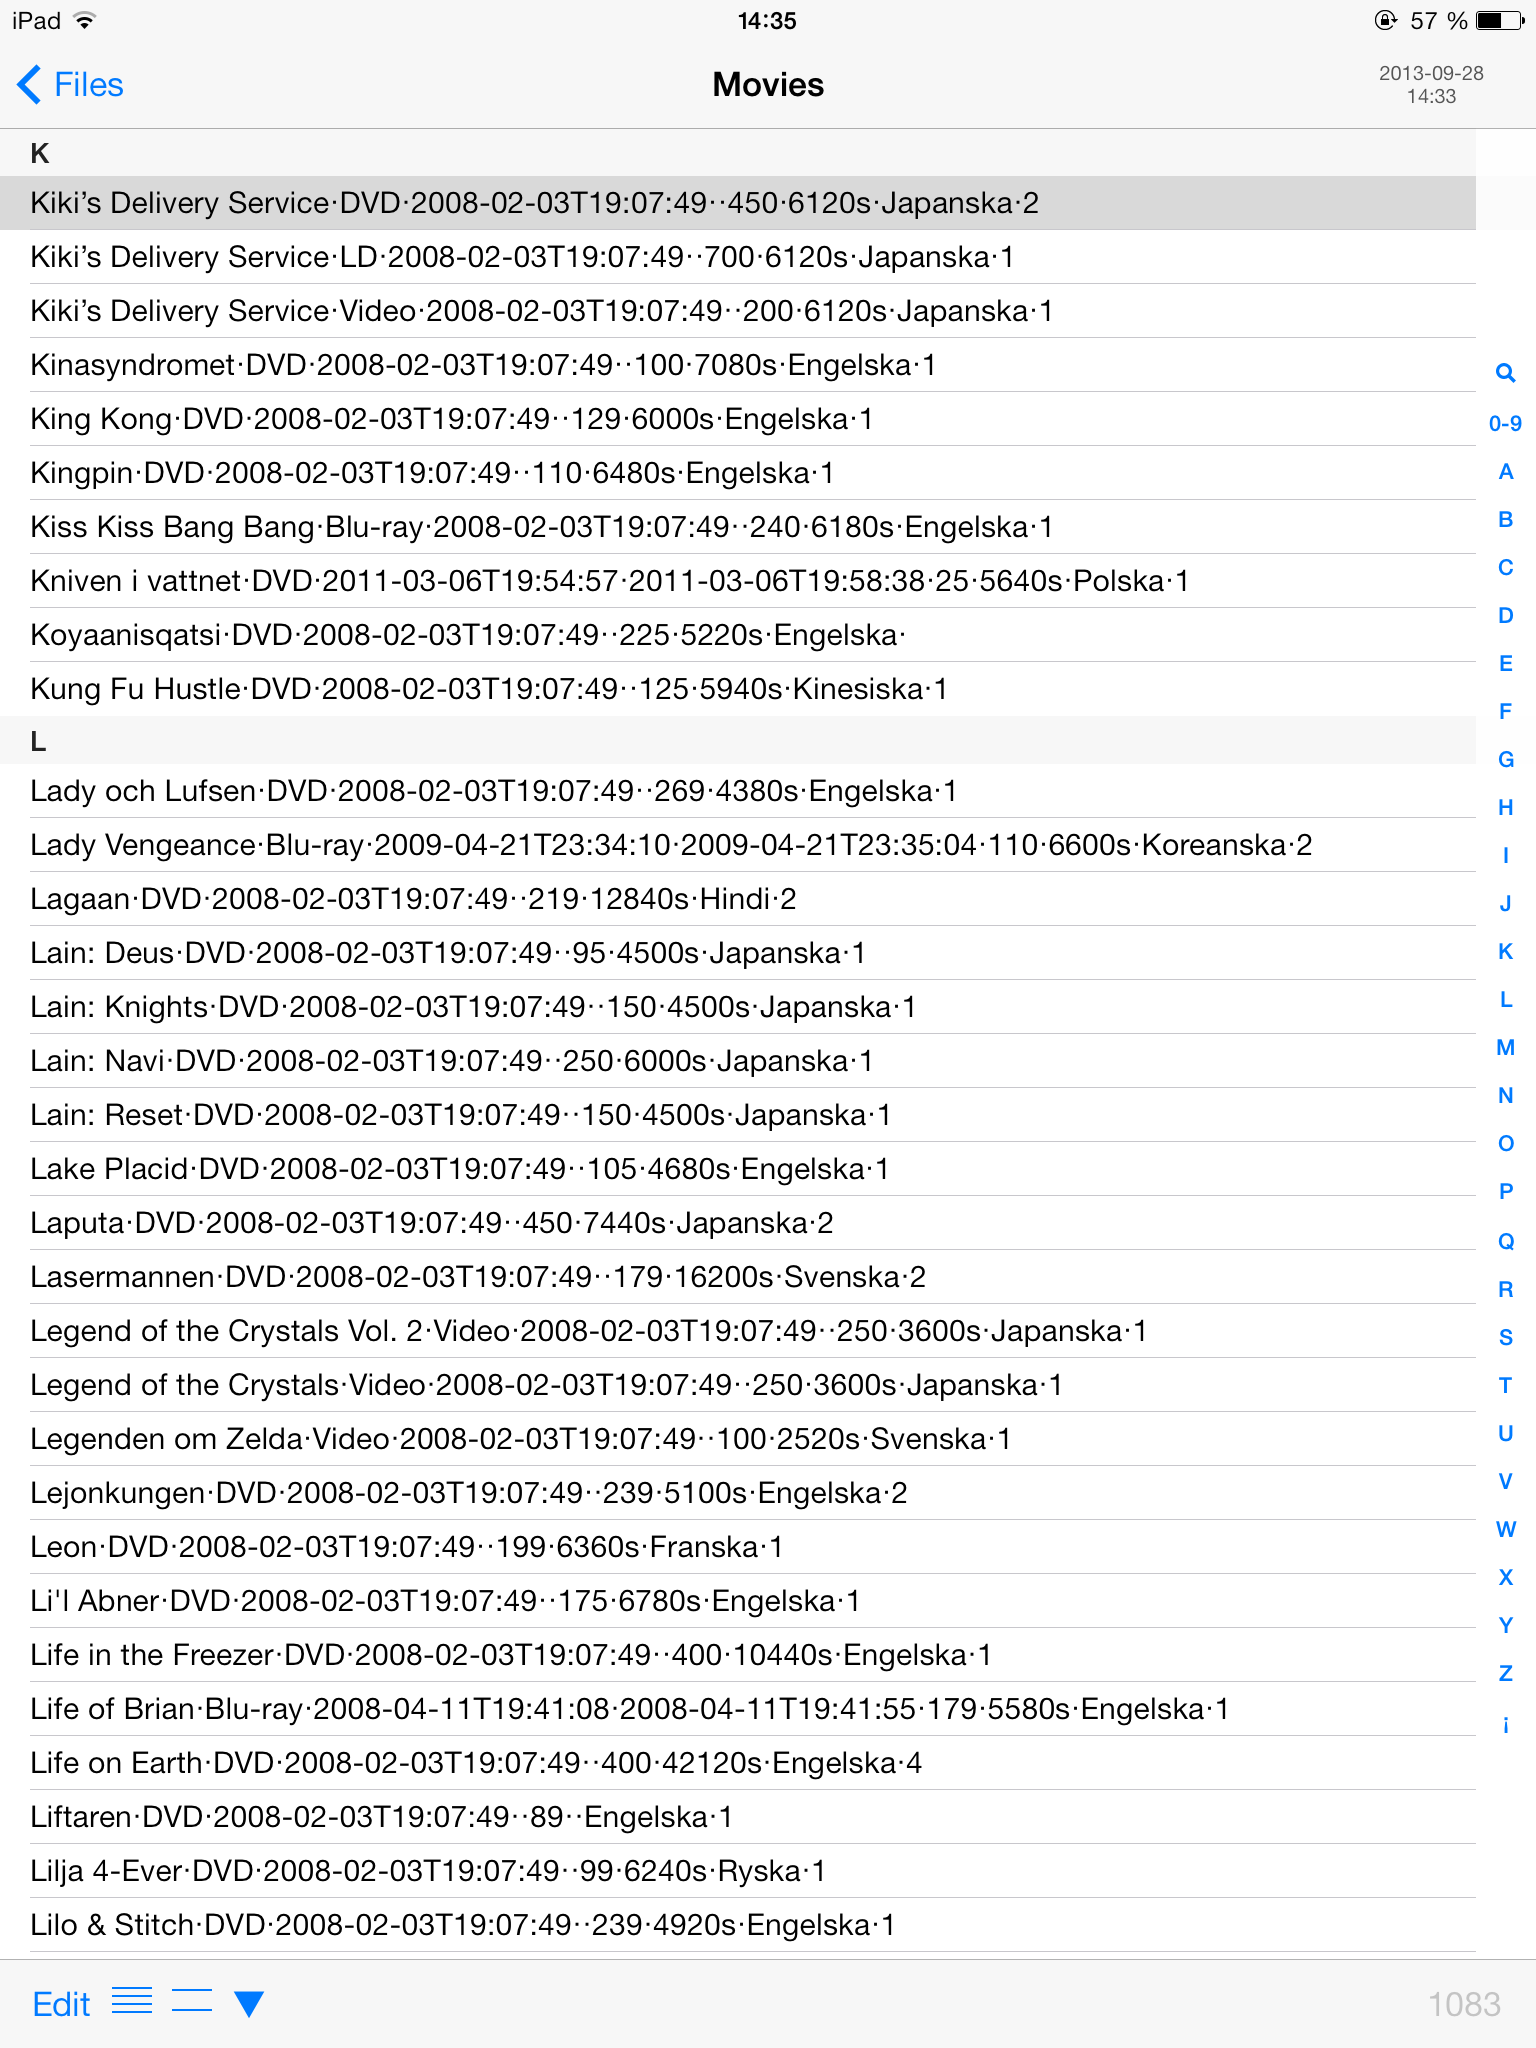 iPad 14:35 57 %
Files Movies 2013-09-28
14:33
K
Kiki’s Delivery Service·DVD·2008-02-03T19:07:49··450·6120s·Japanska·2
Kiki’s Delivery Service·LD·2008-02-03T19:07:49··700·6120s·Japanska·1
Kiki’s Delivery Service·Video·2008-02-03T19:07:49··200·6120s·Japanska·1
Kinasyndromet·DVD·2008-02-03T19:07:49··100·7080s·Engelska·1
King Kong·DVD·2008-02-03T19:07:49··129·6000s·Engelska·1
Kingpin·DVD·2008-02-03T19:07:49··110·6480s·Engelska·1
Kiss Kiss Bang Bang·Blu-ray·2008-02-03T19:07:49··240·6180s·Engelska·1
Kniven i vattnet·DVD·2011-03-06T19:54:57·2011-03-06T19:58:38·25·5640s·Polska·1
Koyaanisqatsi·DVD·2008-02-03T19:07:49··225·5220s·Engelska·
Kung Fu Hustle·DVD·2008-02-03T19:07:49··125·5940s·Kinesiska·1
L
Lady och Lufsen·DVD·2008-02-03T19:07:49··269·4380s·Engelska·1
Lady Vengeance·Blu-ray·2009-04-21T23:34:10·2009-04-21T23:35:04·110·6600s·Koreanska·2
Lagaan·DVD·2008-02-03T19:07:49··219·12840s·Hindi·2
Lain: Deus·DVD·2008-02-03T19:07:49··95·4500s·Japanska·1
Lain: Knights·DVD·2008-02-03T19:07:49··150·4500s·Japanska·1
Lain: Navi·DVD·2008-02-03T19:07:49··250·6000s·Japanska·1
Lain: Reset·DVD·2008-02-03T19:07:49··150·4500s·Japanska·1
Lake Placid·DVD·2008-02-03T19:07:49··105·4680s·Engelska·1
Laputa·DVD·2008-02-03T19:07:49··450·7440s·Japanska·2
Lasermannen·DVD·2008-02-03T19:07:49··179·16200s·Svenska·2
Legend of the Crystals Vol. 2·Video·2008-02-03T19:07:49··250·3600s·Japanska·1
Legend of the Crystals·Video·2008-02-03T19:07:49··250·3600s·Japanska·1
Legenden om Zelda·Video·2008-02-03T19:07:49··100·2520s·Svenska·1
Lejonkungen·DVD·2008-02-03T19:07:49··239·5100s·Engelska·2
Leon·DVD·2008-02-03T19:07:49··199·6360s·Franska·1
Li'l Abner·DVD·2008-02-03T19:07:49··175·6780s·Engelska·1
Life in the Freezer·DVD·2008-02-03T19:07:49··400·10440s·Engelska·1
Life of Brian·Blu-ray·2008-04-11T19:41:08·2008-04-11T19:41:55·179·5580s·Engelska·1
Life on Earth·DVD·2008-02-03T19:07:49··400·42120s·Engelska·4
Liftaren·DVD·2008-02-03T19:07:49··89··Engelska·1
Lilja 4-Ever·DVD·2008-02-03T19:07:49··99·6240s·Ryska·1
Lilo & Stitch·DVD·2008-02-03T19:07:49··239·4920s·Engelska·1
0-9
A
B
C
D
E
F
G
H
I
J
K
L
M
N
O
P
Q
R
S
T
U
V
W
X
Y
Z
¡
Edit 1083